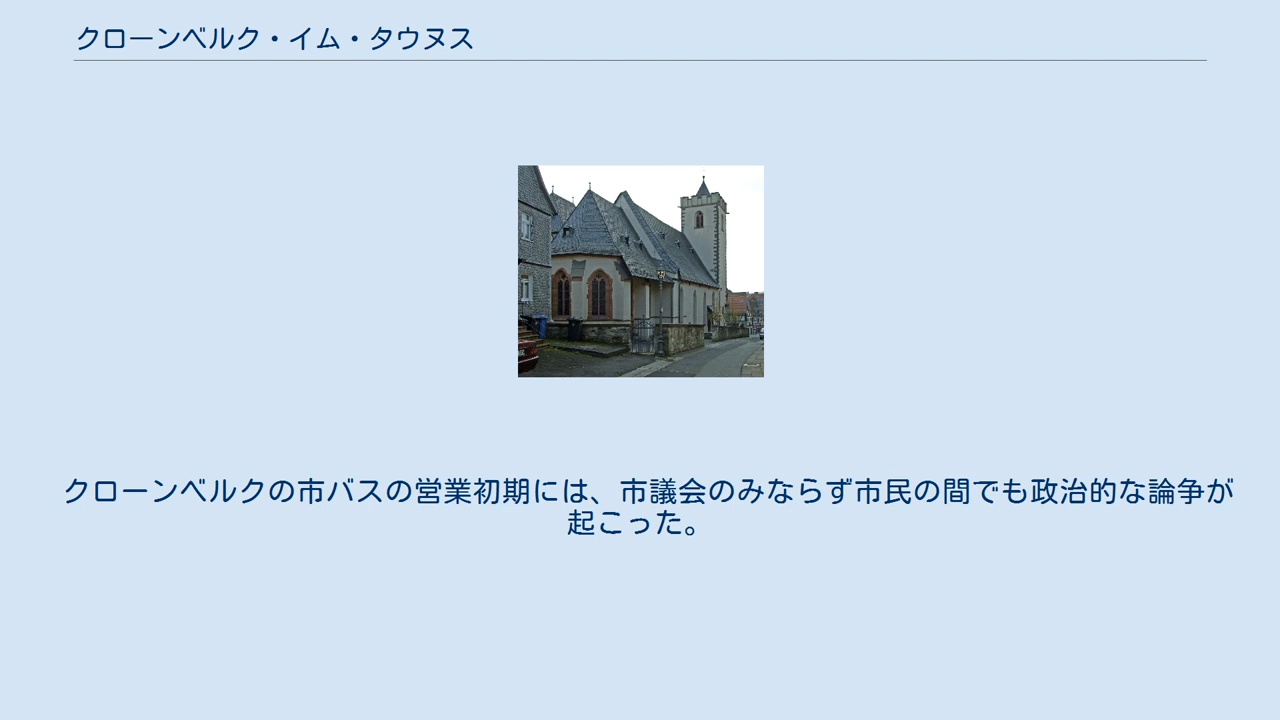 クローンベルク・イム・タウヌス
クローンベルクの市バスの営業初期には、市議会のみならず市民の間でも政治的な論争が
起こった。